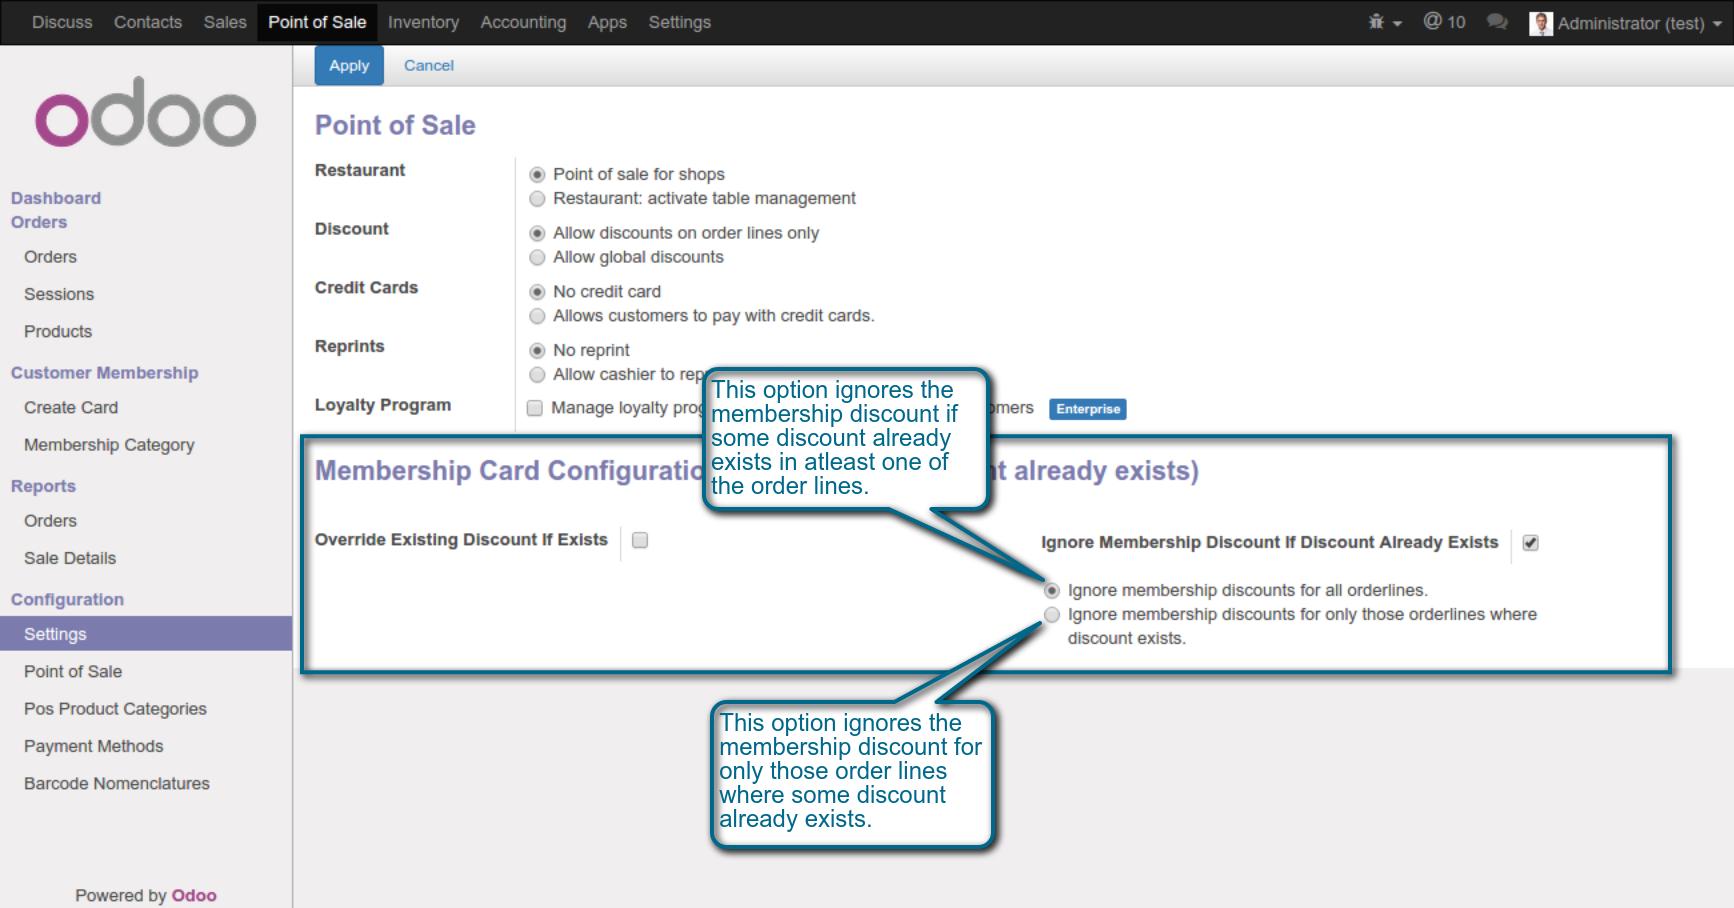 Discuss Contacts Sales Point of Sale Inventory Accounting Apps Settings @ 10 Administrator (test)
odoo
Dashboard
Orders
Orders
Sessions
Products
Customer Membership
Create Card
Membership Category
Reports
Orders
Sale Details
Configuration
Settings
Point of Sale
Pos Product Categories
Payment Methods
Barcode Nomenclatures
Powered by Odoo
Apply Cancel
Point of Sale
Restaurant
Point of sale for shops
Restaurant: activate table management
Discount
Allow discounts on order lines only
Allow global discounts
Credit Cards
No credit card
Allows customers to pay with credit cards.
Reprints
No reprint
Allow cashier to
Loyalty Program
Manage loyalty Enterprise
This option ignores the
membership discount if
some discount already
exists in atleast one of
the order lines.
Membership Card already exists)
Override Existing Discount If Exists
Ignore Membership Discount If Discount Already Exists
Ignore membership discounts for all orderlines.
Ignore membership discounts for only those orderlines where
discount exists.
This option ignores the
membership discount for
only those order lines
where some discount
already exists.